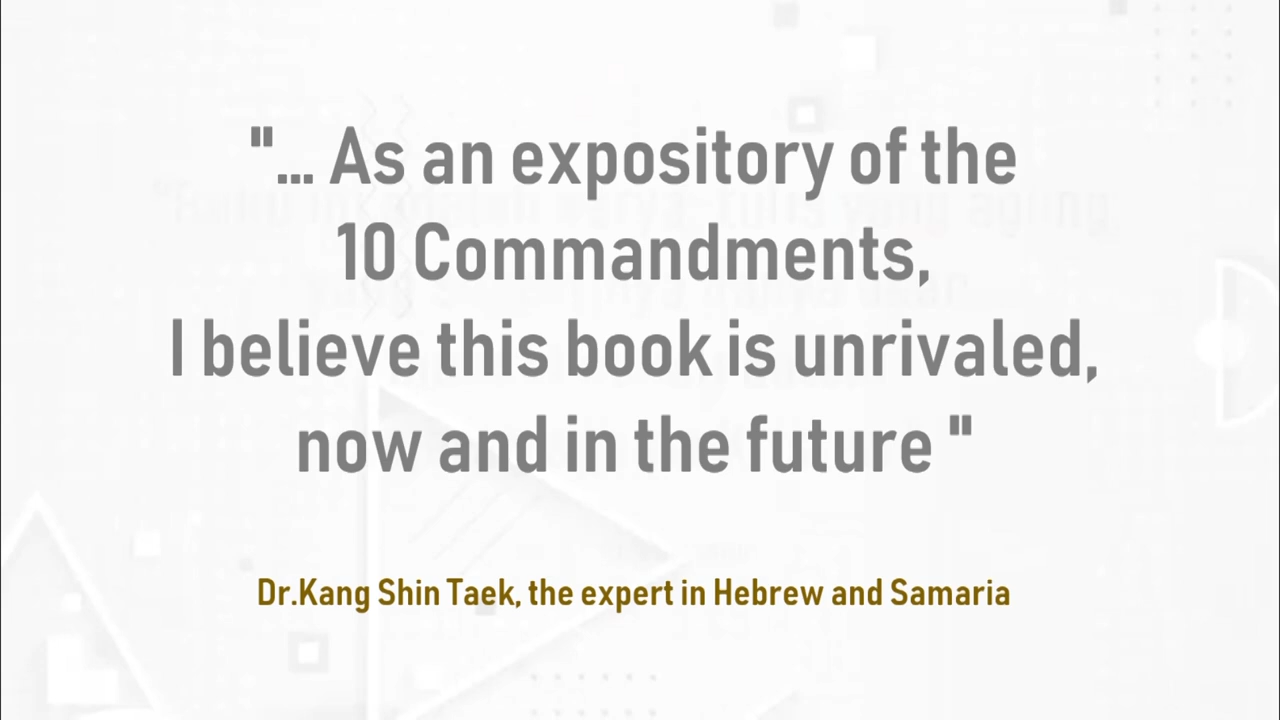 "... As an expository of the
10 Commandments,
I believe this book is unrivaled,
now and in the future "
Dr.Kang Shin Taek, the expert in Hebrew and Samaria